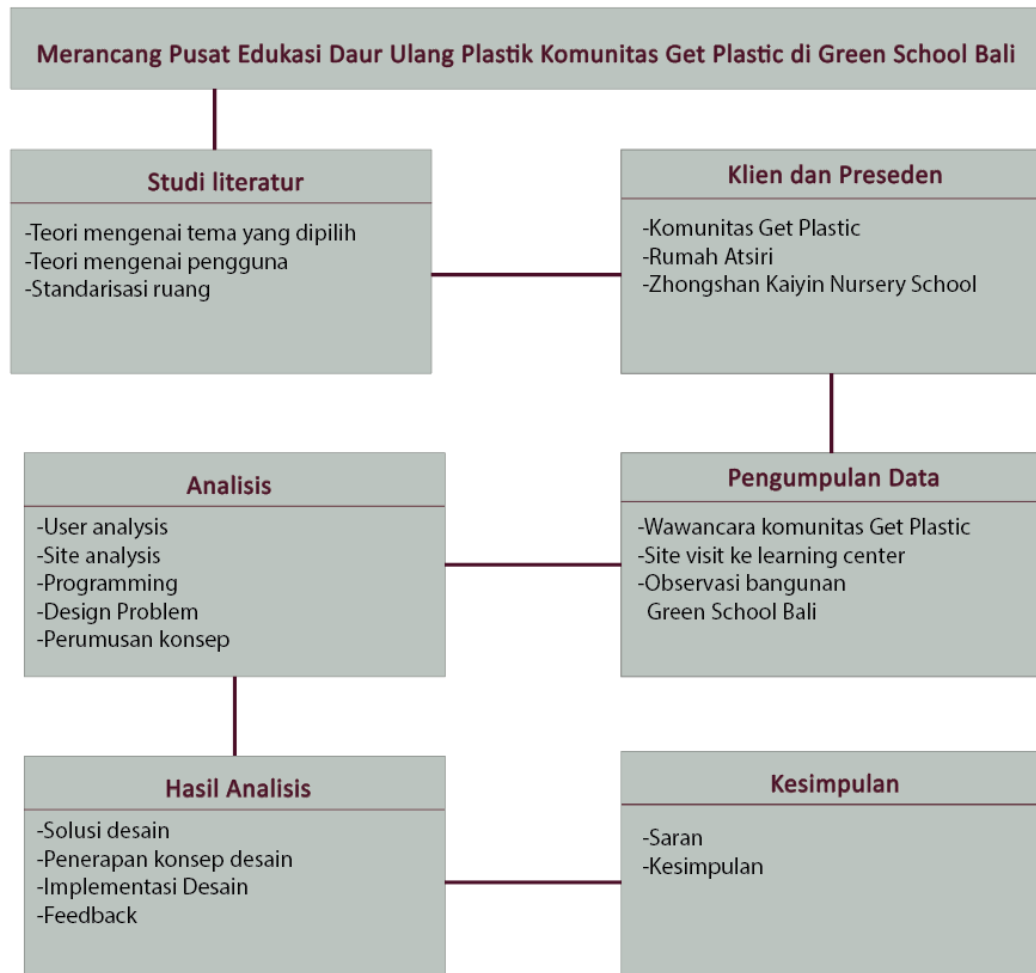 Merancang Pusat Edukasi Daur Ulang Plastik Komunitas Get Plastic di Green School Bali
Studi literatur
-Teori mengenai tema yang dipilih
-Teori mengenai pengguna
-Standarisasi ruang
Klien dan Preseden
-Komunitas Get Plastic
-Rumah Atsiri
-Zhongshan Kaiyin Nursery School
Pengumpulan Data
-Wawancara komunitas Get Plastic
-Site visit ke learning center
-Observasi bangunan
Green School Bali
Analisis
-User analysis
-Site analysis
-Programming
-Design Problem
-Perumusan konsep
Hasil Analisis
-Solusi desain
-Penerapan konsep desain
-Implementasi Desain
-Feedback
Kesimpulan
-Saran
-Kesimpulan